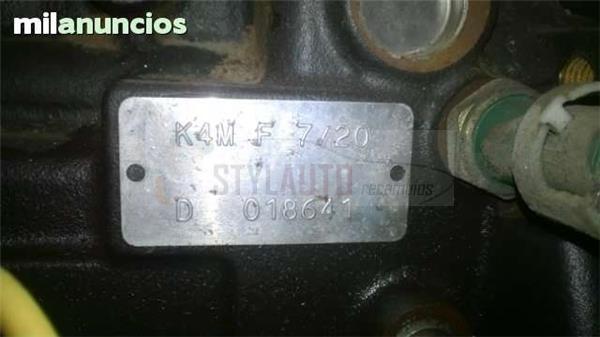 milanuncios
K4M F 7/20
STYLAUTO
recambios
D 018641